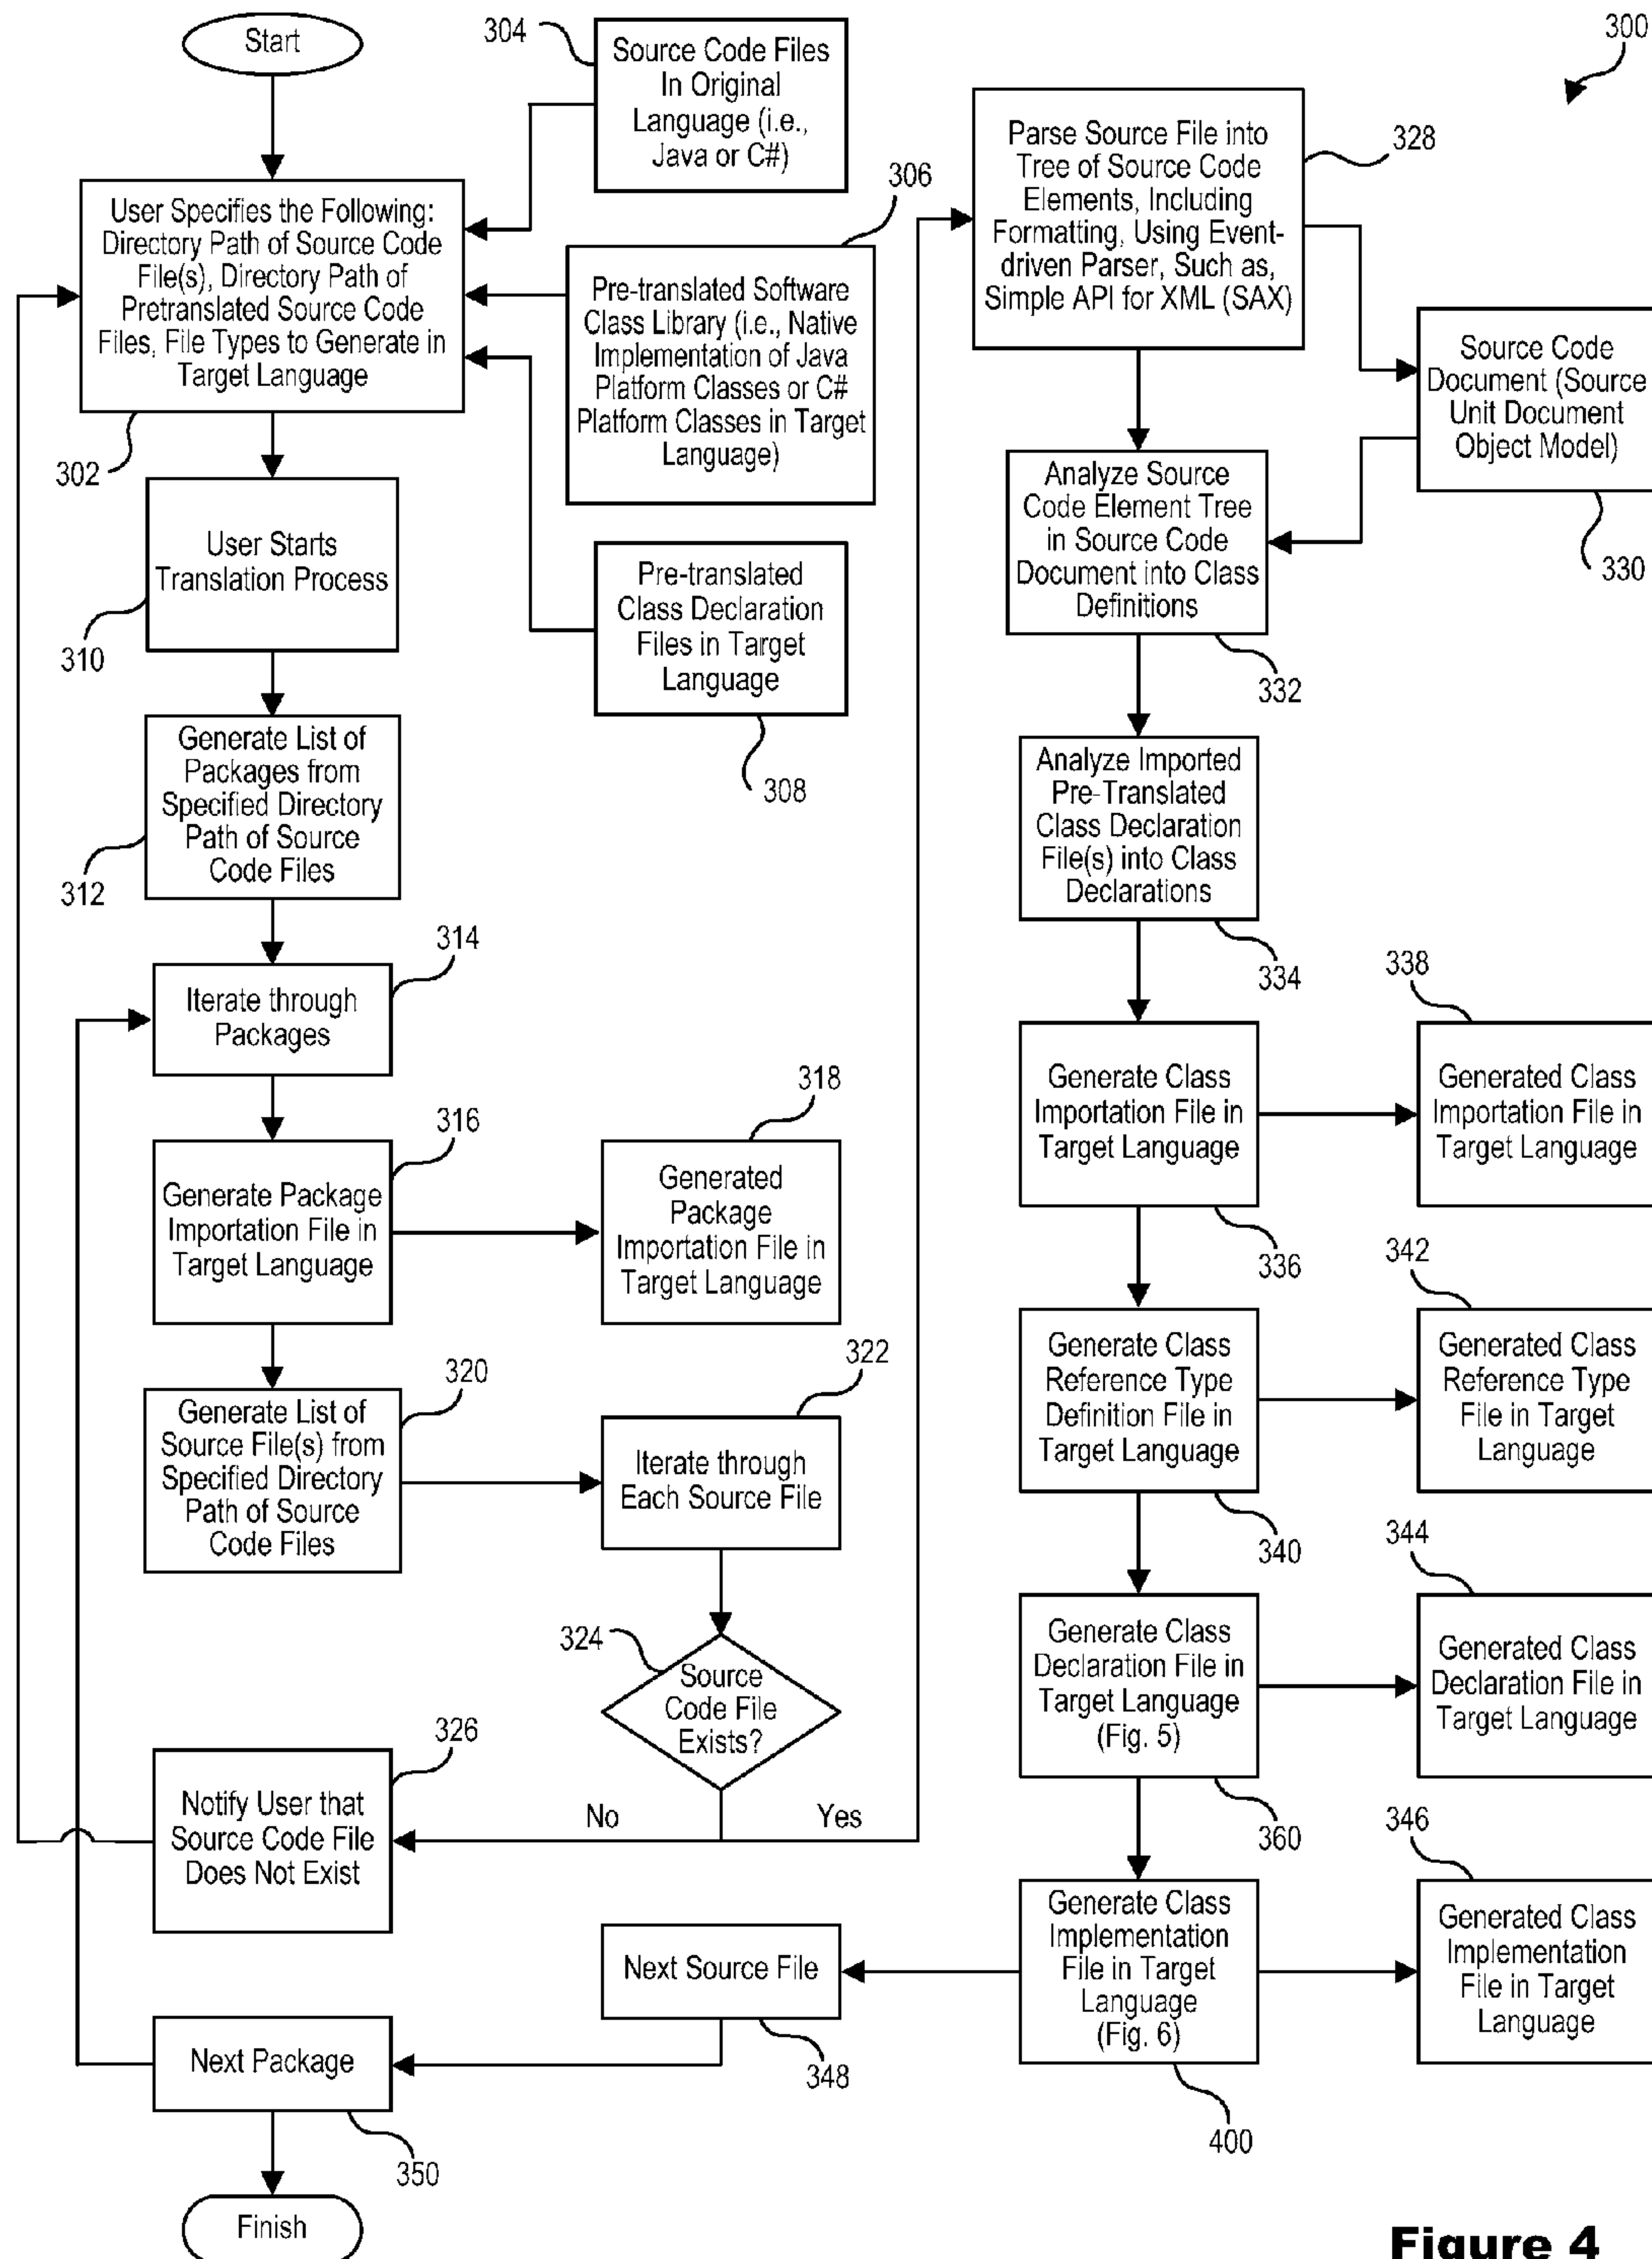 300
Start
304
Source Code Files
In Original
Language (i.e.,
Java or C#)
User Specifies the Following:
Directory Path of Source Code
File(s), Directory Path of
Pretranslated Source Code
Files, File Types to Generate in
Target Language
302
306
Pre-translated Software
Class Library (i.e., Native
Implementation of Java
Platform Classes or C#
Platform Classes in Target
Language)
Pre-translated
Class Declaration
Files in Target
Language
308
User Starts
Translation Process
310
Generate List of
Packages from
Specified Directory
Path of Source
Code Files
312
314
Iterate through
Packages
316
Generate Package
Importation File in
Target Language
318
Generated
Package
Importation File in
Target Language
320
Generate List of
Source File(s) from
Specified Directory
Path of Source
Code Files
322
Iterate through
Each Source File
324
Source
Code File
Exists?
No
Yes
326
Notify User that
Source Code File
Does Not Exist
Parse Source File into
Tree of Source Code
Elements, Including
Formatting, Using Event-
driven Parser, Such as,
Simple API for XML (SAX)
328
Source Code
Document (Source
Unit Document
Object Model)
330
Analyze Source
Code Element Tree
in Source Code
Document into Class
Definitions
332
Analyze Imported
Pre-Translated
Class Declaration
File(s) into Class
Declarations
334
Generate Class
Importation File in
Target Language
336
338
Generated Class
Importation File in
Target Language
Generate Class
Reference Type
Definition File in
Target Language
340
342
Generated Class
Reference Type
File in Target
Language
Generate Class
Declaration File in
Target Language
(Fig. 5)
360
344
Generated Class
Declaration File in
Target Language
Generate Class
Implementation
File in Target
Language
(Fig. 6)
400
346
Generated Class
Implementation
File in Target
Language
Next Source File
348
Next Package
350
Finish
Figure 4